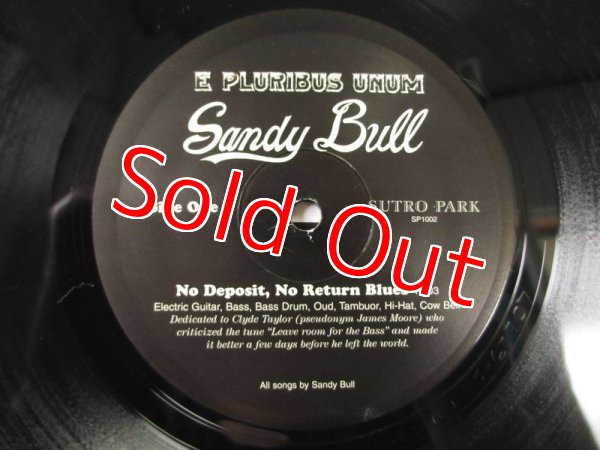 E PLURIBUS UNUM
Sandy Bull
Sold Out
Side One
SUTRO PARK
SP1002
No Deposit, No Return Blues
Electric Guitar, Bass, Bass Drum, Oud, Tambuor, Hi-Hat, Cow Bell
Dedicated to Clyde Taylor (pseudonym James Moore) who
criticized the tune "Leave room for the Bass" and made
it better a few days before he left the world.
All songs by Sandy Bull